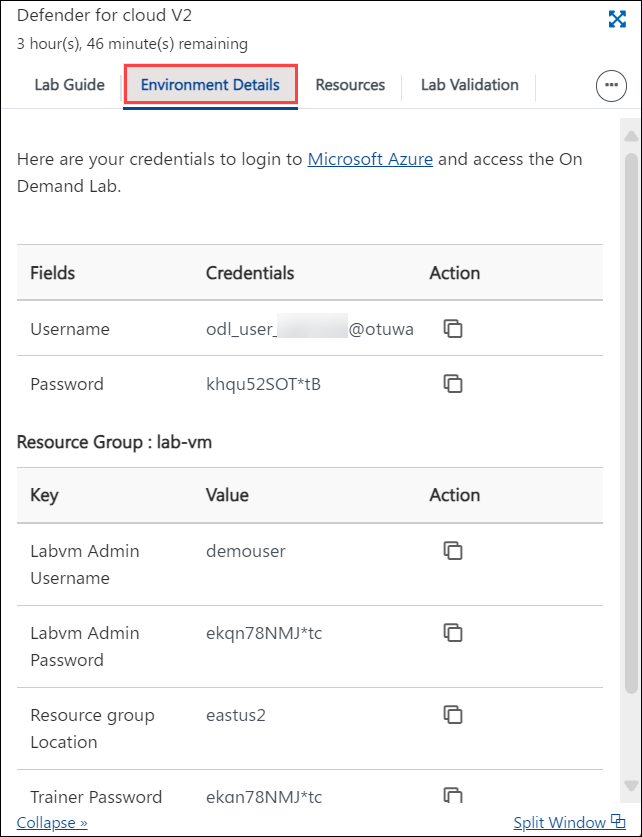 Defender for cloud V2
3 hour(s), 46 minute(s) remaining
Lab Guide Environment Details Resources Lab Validation
Here are your credentials to login to Microsoft Azure and access the On
Demand Lab.
Fields Credentials Action
Username odl_user_ @otuwa
Password khqu52SOT*tB
Resource Group : lab-vm
Key Value Action
Labvm Admin demouser
Username
Labvm Admin ekqn78NMJ*tc
Password
Resource group eastus2
Location
Trainer Password ekqn78NMJ*tc
Collapse » Split Window